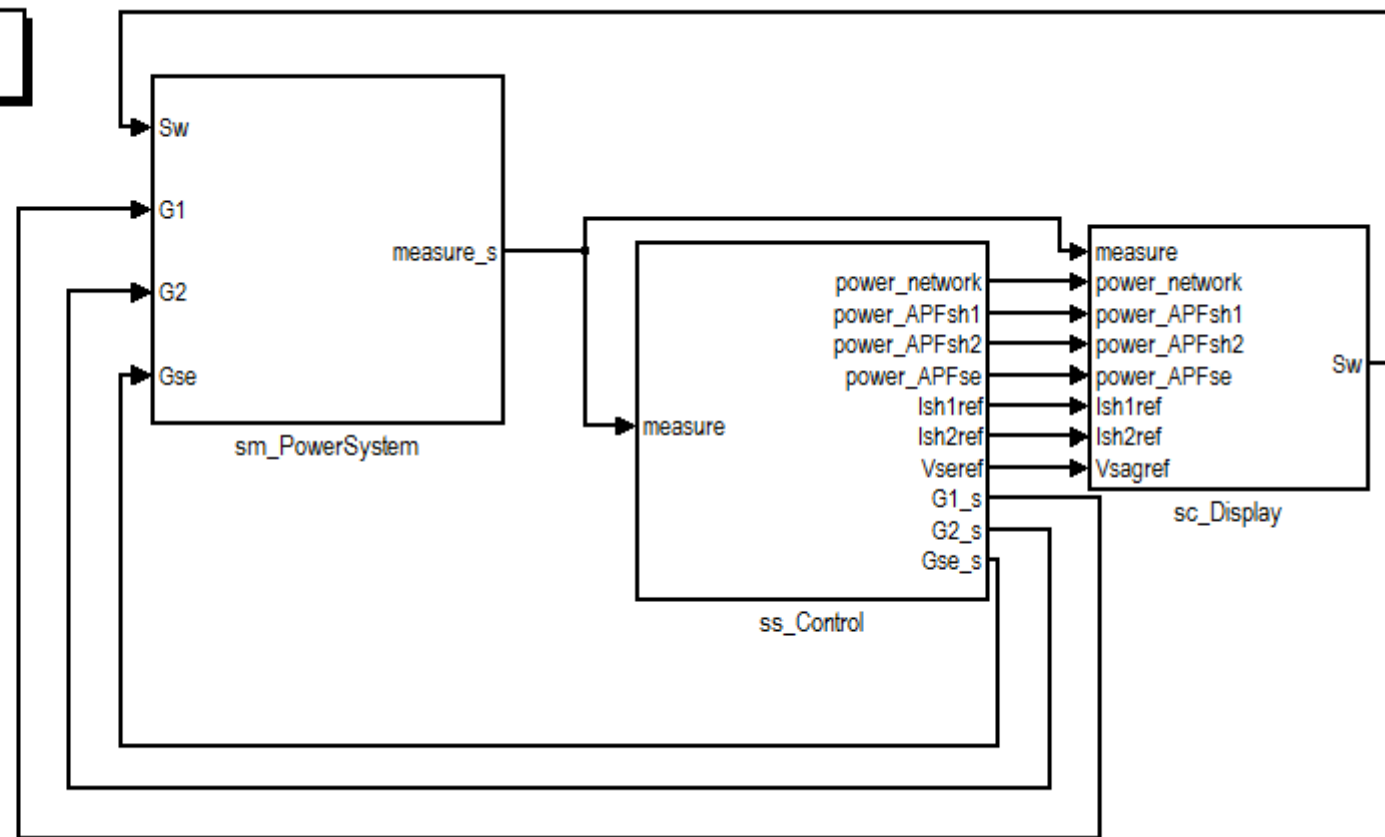 Sw
G1
G2
Gse
measure_s
sm_PowerSystem
measure
power_network
power_APFsh1
power_APFsh2
power_APFse
Ish1ref
Ish2ref
Vseref
G1_s
G2_s
Gse_s
ss_Control
measure
power_network
power_APFsh1
power_APFsh2
power_APFse
Ish1ref
Ish2ref
Vsagref
Sw
sc_Display